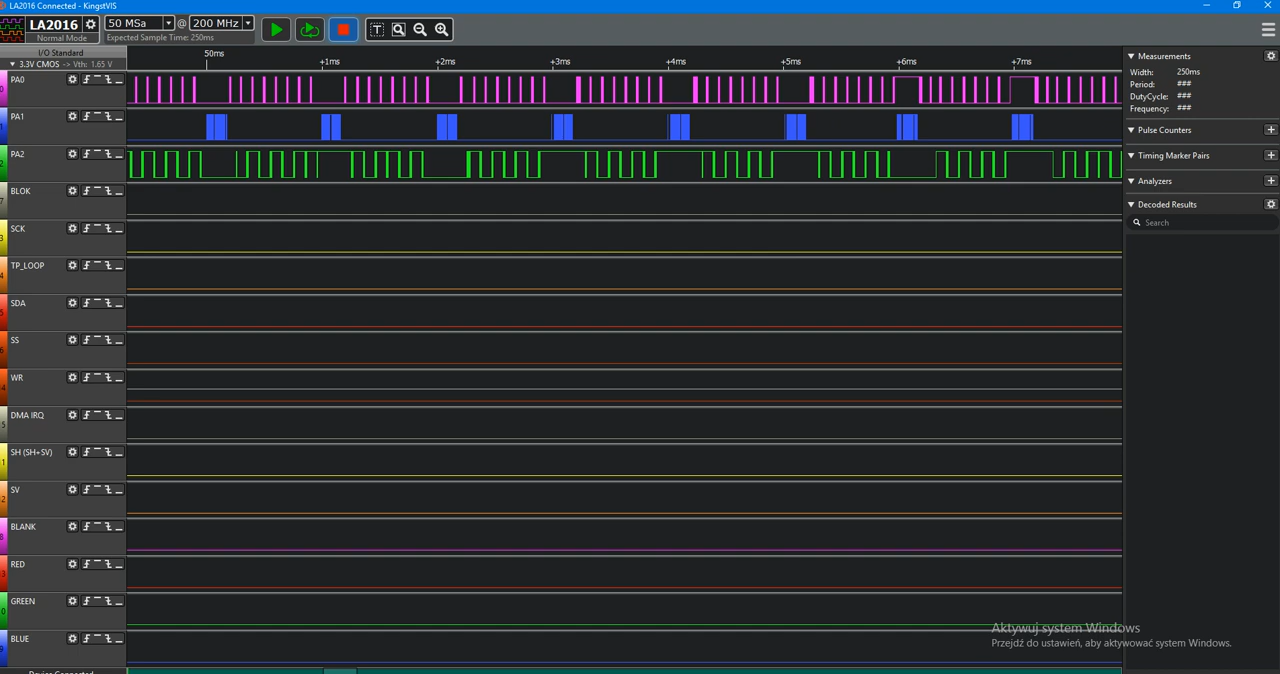 LA2016 Connected - KingstVIS
LA2016
Normal Mode
50 MSa @ 200 MHz
Expected Sample Time: 250ms
I/O Standard
3.3V CMOS -> Vth: 1.65 V
50ms
+1ms +2ms +3ms +4ms +5ms +6ms +7ms
PA0
PA1
PA2
BLOK
SCK
TP_LOOP
SDA
SS
WR
DMA IRQ
SH (SH+SV)
SV
BLANK
RED
GREEN
BLUE
Measurements
Width: 250ms
Period: ###
DutyCycle: ###
Frequency: ###
Pulse Counters
Timing Marker Pairs
Analyzers
Decoded Results
Search
Aktywuj system Windows
Przejdź do ustawień, aby aktywować system Windows.
Device Connected